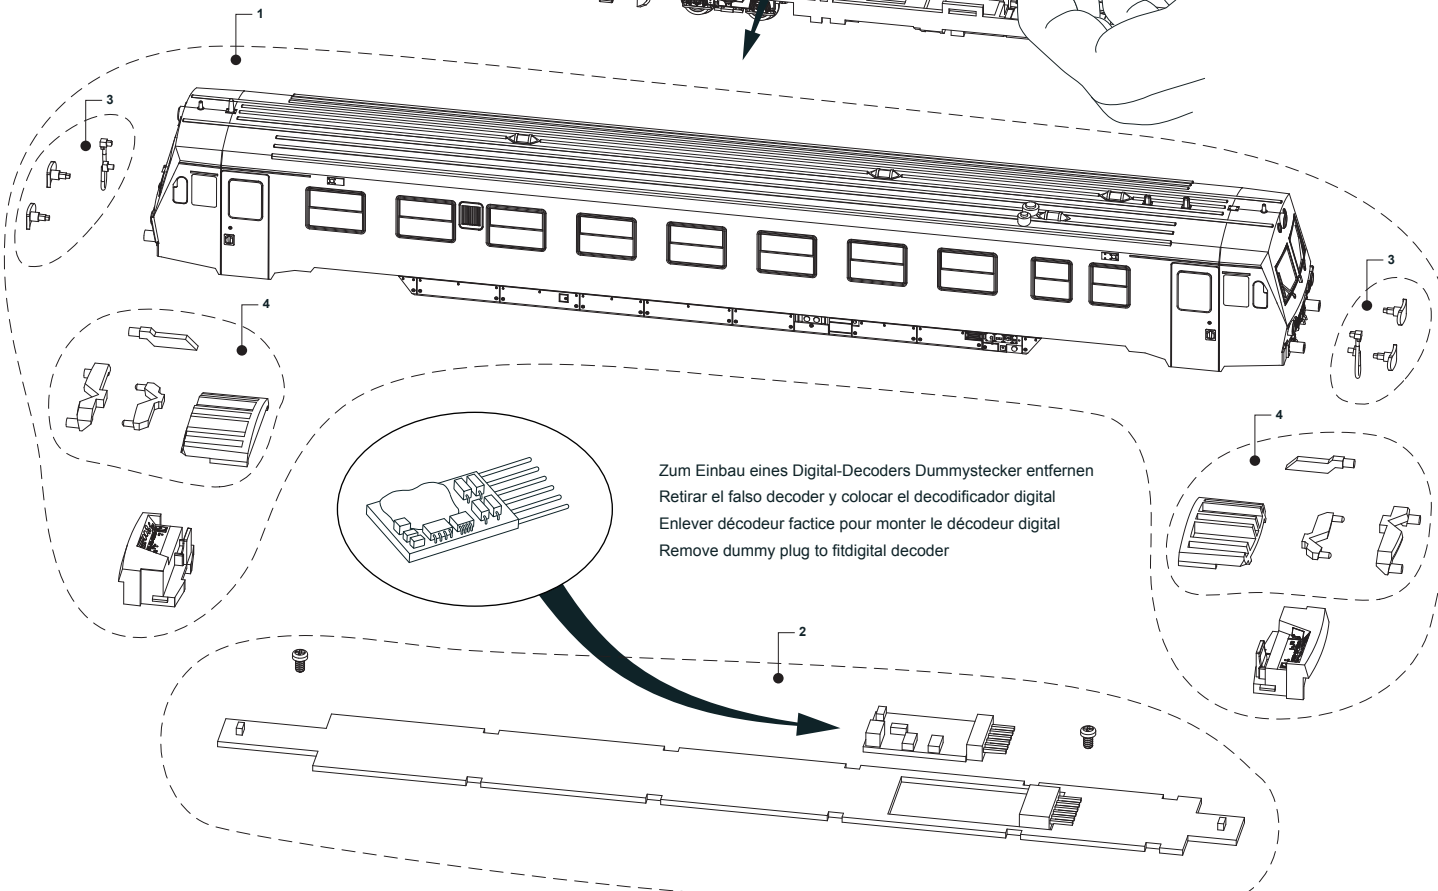 1
3
3
4
4
Zum Einbau eines Digital-Decoders Dummystecker entfernen
Retirar el falso decoder y colocar el decodificador digital
Enlever décodeur factice pour monter le décodeur digital
Remove dummy plug to fitdigital decoder
2